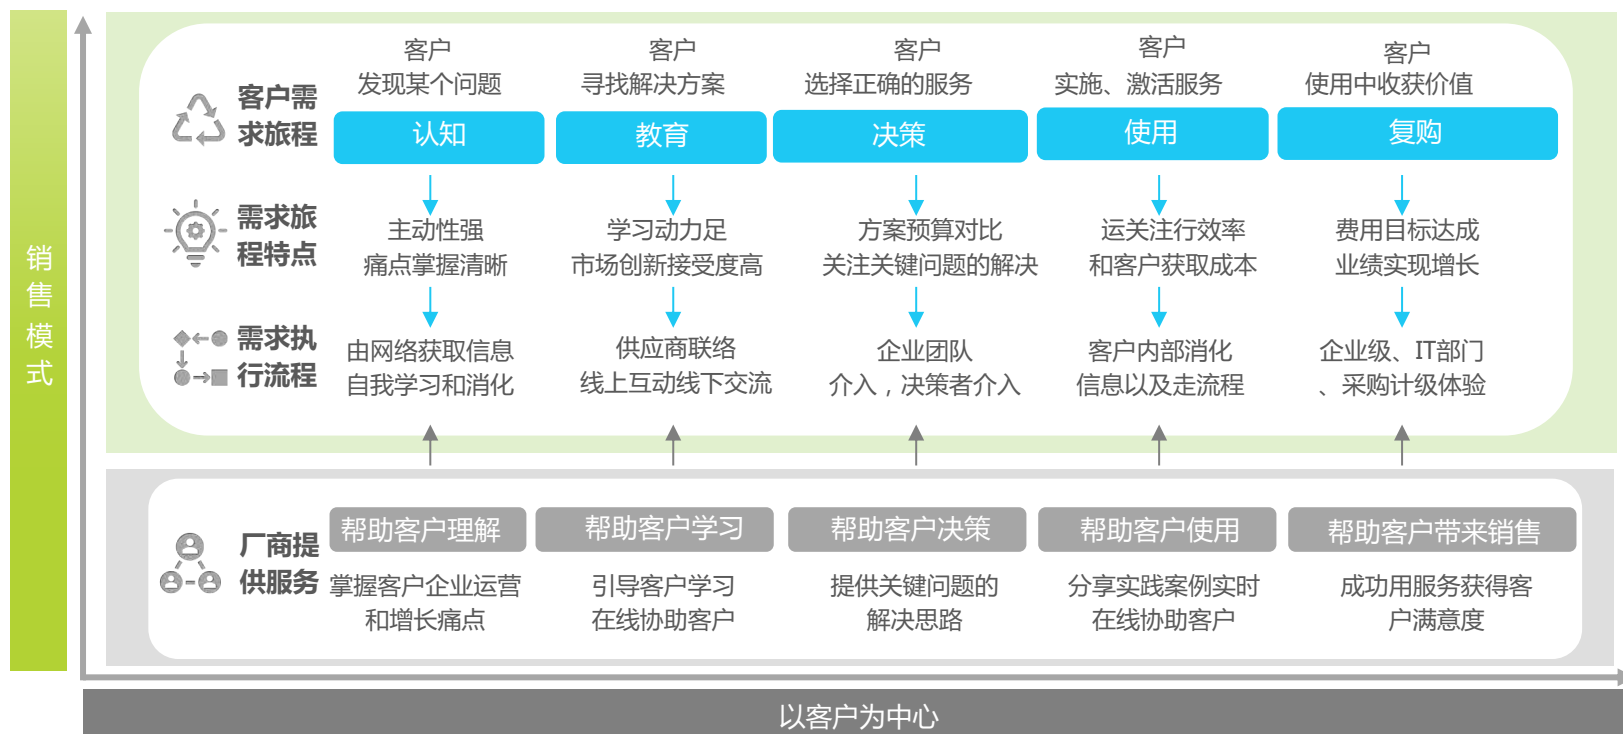 销售模式
客户需
求旅程
客户
发现某个问题
认知
客户
寻找解决方案
教育
客户
选择正确的服务
决策
客户
实施、激活服务
使用
客户
使用中收获价值
复购
需求旅
程特点
主动性强
痛点掌握清晰
学习动力足
市场创新接受度高
方案预算对比
关注关键问题的解决
运关注行效率
和客户获取成本
费用目标达成
业绩实现增长
需求执
行流程
由网络获取信息
自我学习和消化
供应商联络
线上互动线下交流
企业团队
介入，决策者介入
客户内部消化
信息以及走流程
企业级、IT部门
、采购计级体验
厂商提
供服务
帮助客户理解
掌握客户企业运营
和增长痛点
帮助客户学习
引导客户学习
在线协助客户
帮助客户决策
提供关键问题的
解决思路
帮助客户使用
分享实践案例实时
在线协助客户
帮助客户带来销售
成功用服务获得客
户满意度
以客户为中心